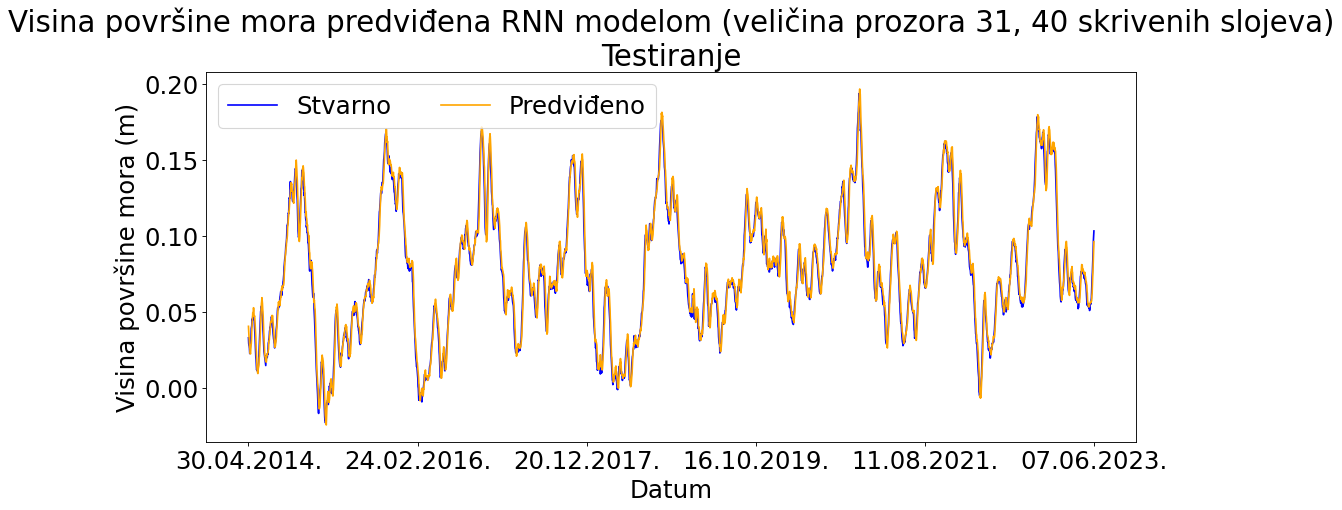 Visina površine mora predviđena RNN modelom (veličina prozora 31, 40 skrivenih slojeva)
Testiranje
Stvarno
Predviđeno
Visina površine mora (m)
0.20
0.15
0.10
0.05
0.00
30.04.2014.
24.02.2016.
20.12.2017.
16.10.2019.
11.08.2021.
07.06.2023.
Datum